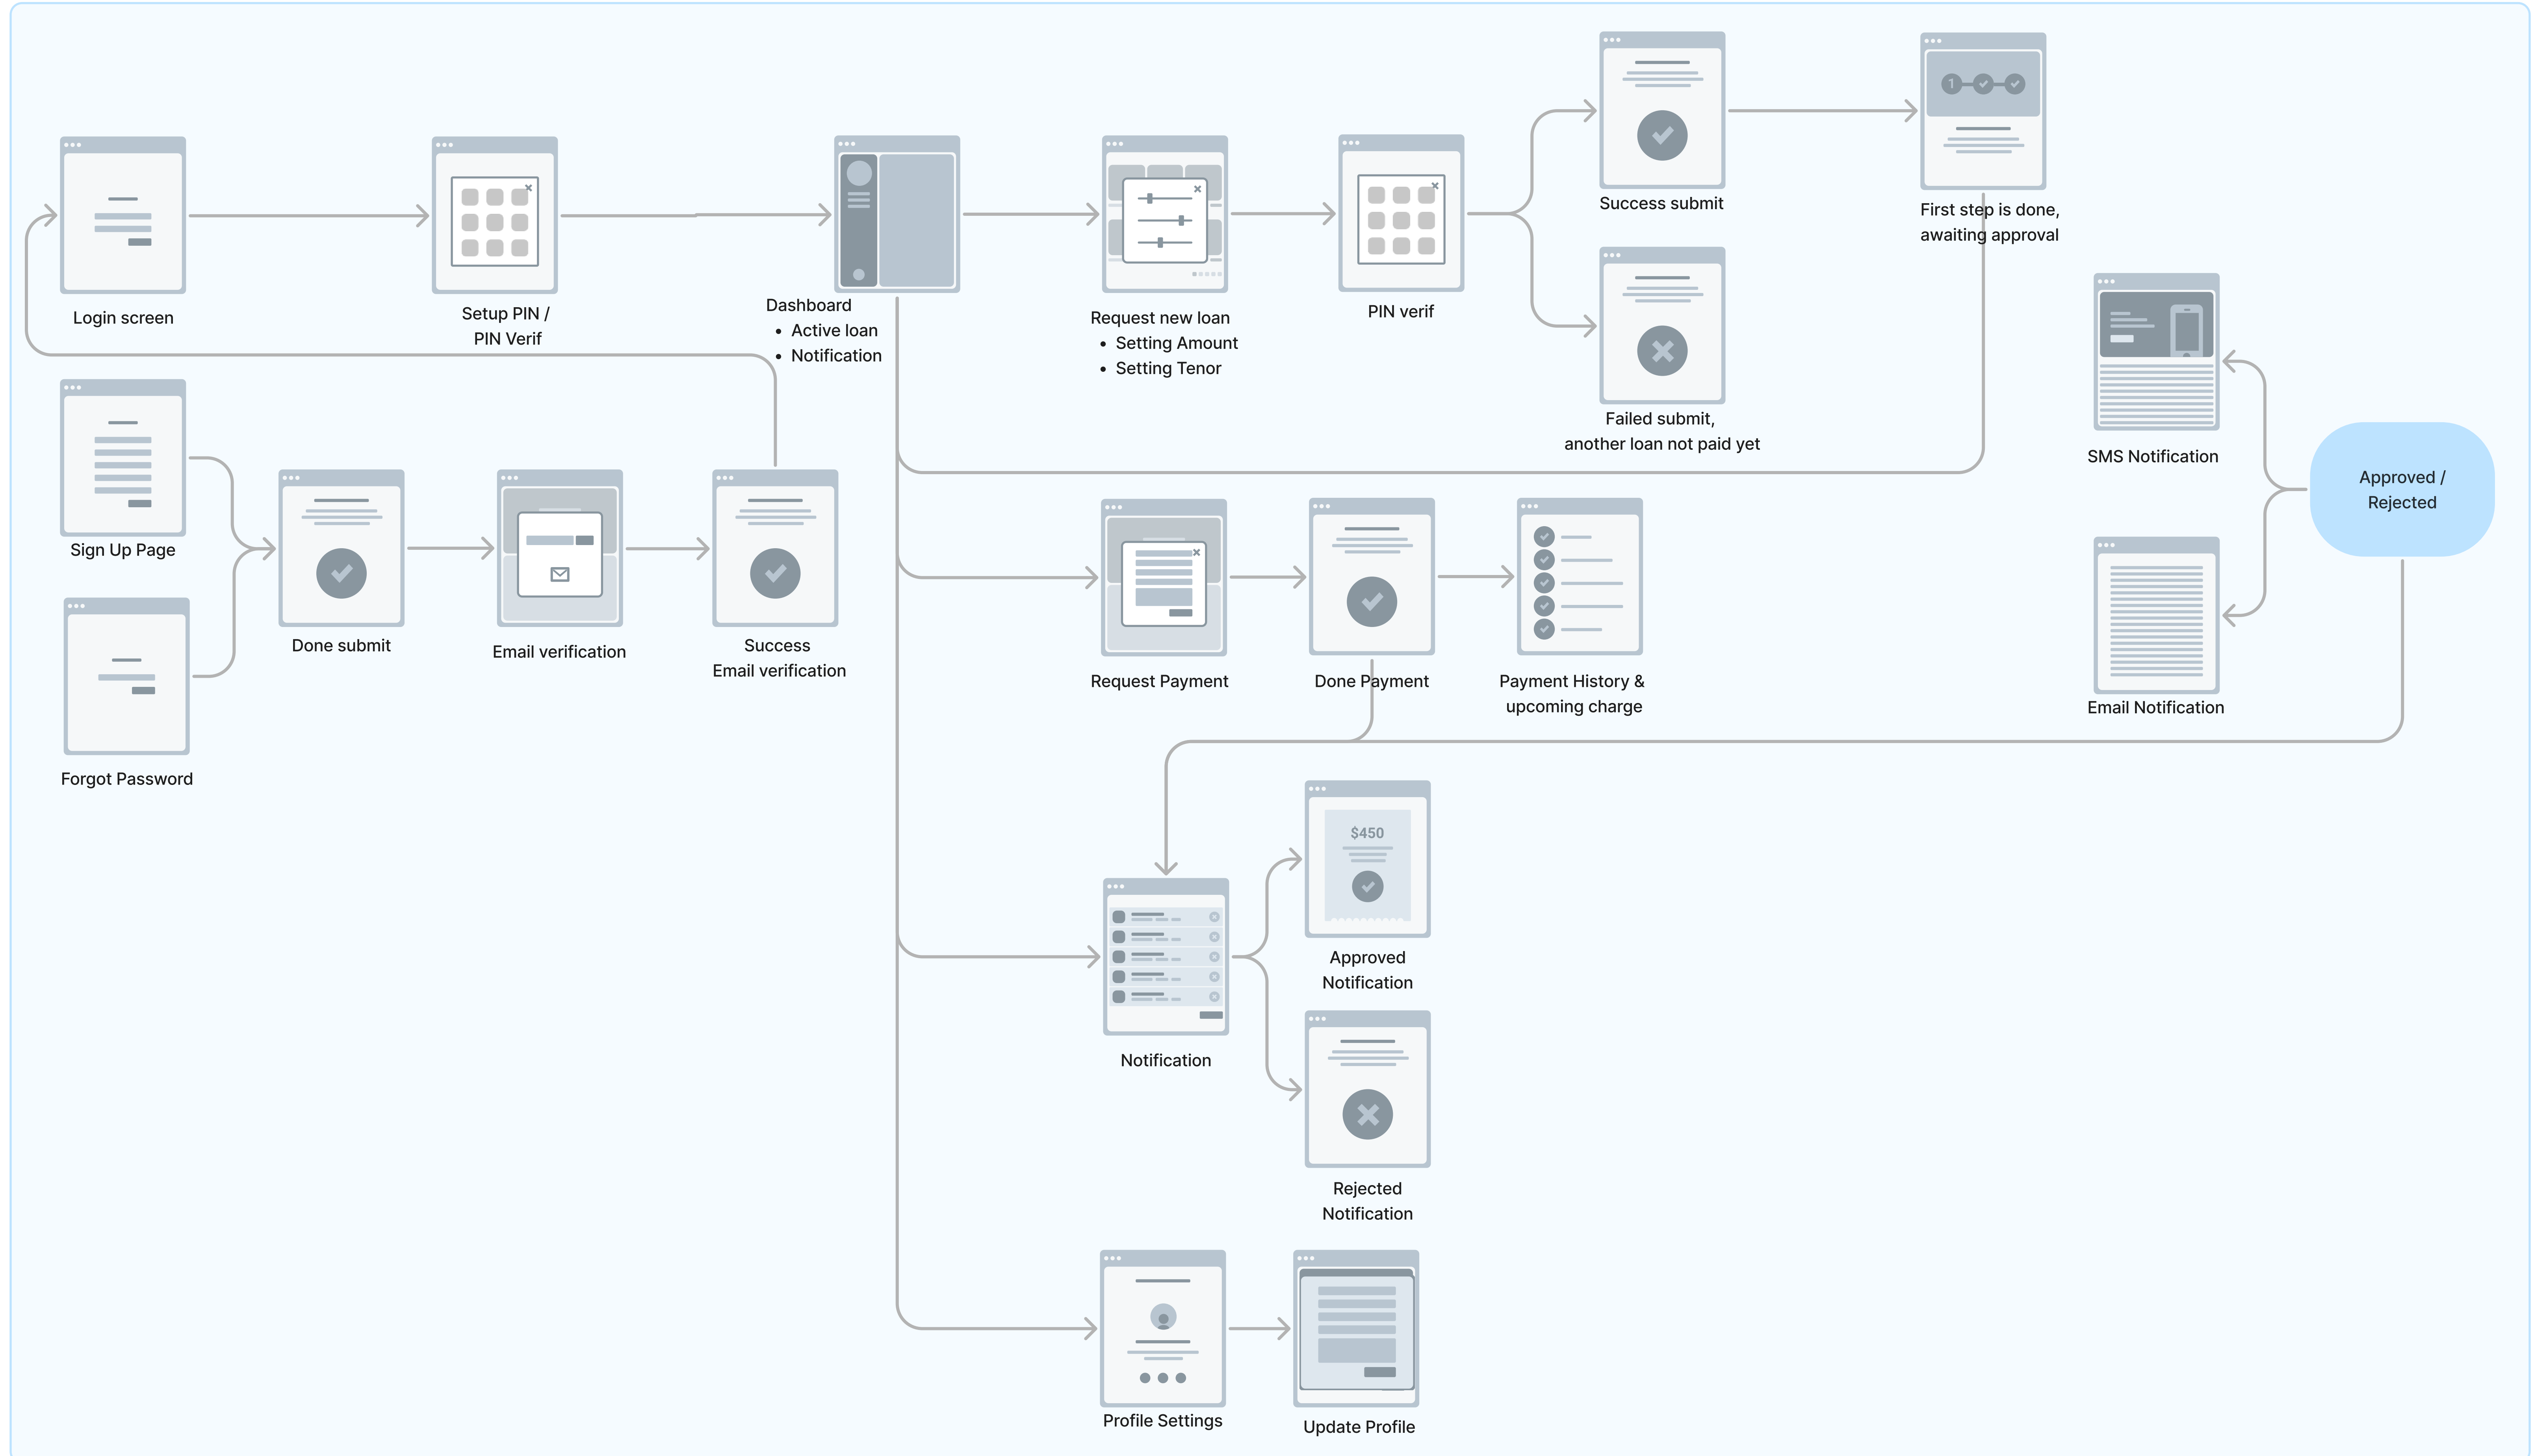 Login screen
Setup PIN /
PIN Verif
Dashboard
• Active loan
• Notification
Request new loan
• Setting Amount
• Setting Tenor
PIN verif
Success submit
1
First step is done,
awaiting approval
Failed submit,
another loan not paid yet
SMS Notification
Approved /
Rejected
Email Notification
Sign Up Page
Done submit
Email verification
Success
Email verification
Forgot Password
Request Payment
Done Payment
Payment History &
upcoming charge
$450
Approved
Notification
Notification
Rejected
Notification
Profile Settings
Update Profile